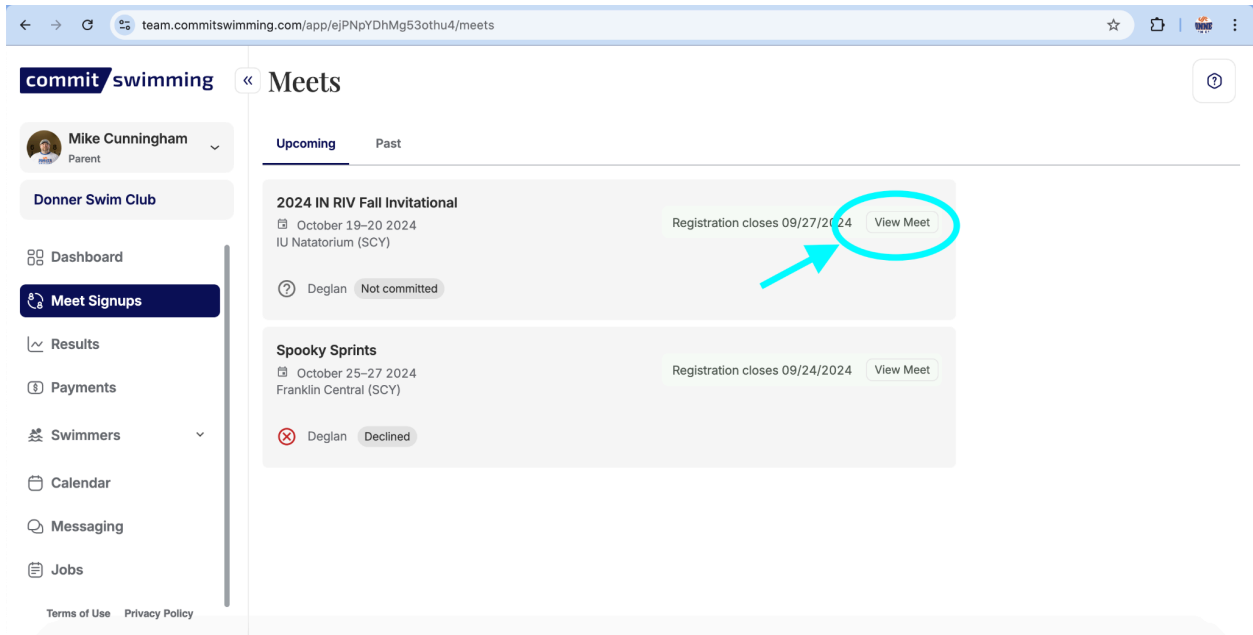 team.commitswimming.com/app/ejPNpYDhMg53othu4/meets
commit swimming
Meets
Mike Cunningham
Parent
Upcoming Past
Donner Swim Club
2024 IN RIV Fall Invitational
October 19–20 2024
IU Natatorium (SCY)
Registration closes 09/27/2024 View Meet
Deglan Not committed
Dashboard
Meet Signups
Results
Payments
Swimmers
Calendar
Messaging
Jobs
Spooky Sprints
October 25–27 2024
Franklin Central (SCY)
Registration closes 09/24/2024 View Meet
Deglan Declined
Terms of Use Privacy Policy